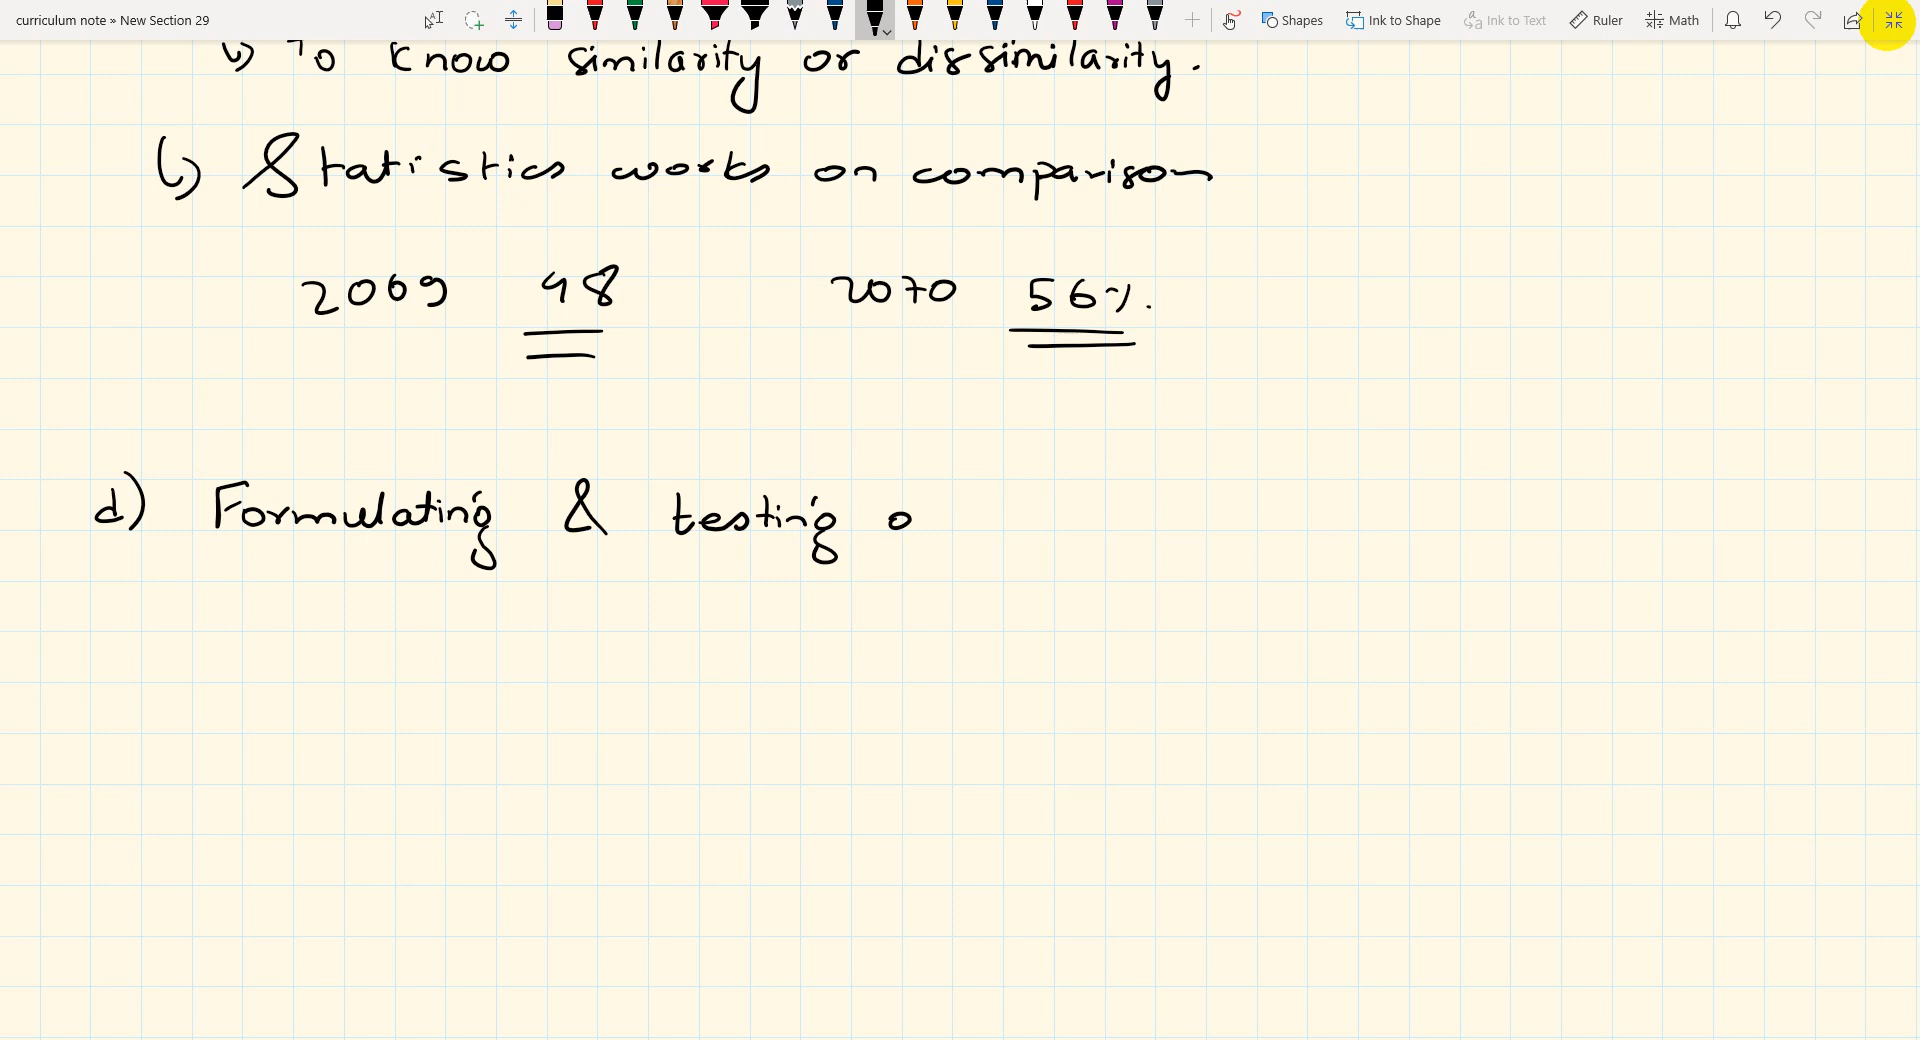 curriculum note » New Section 29
Shapes Ink to Shape Ink to Text Ruler Math
To know similarity or dissimilarity.
Statistics works on comparison
2069 48 2070 56%.
d) Formulating & testing o